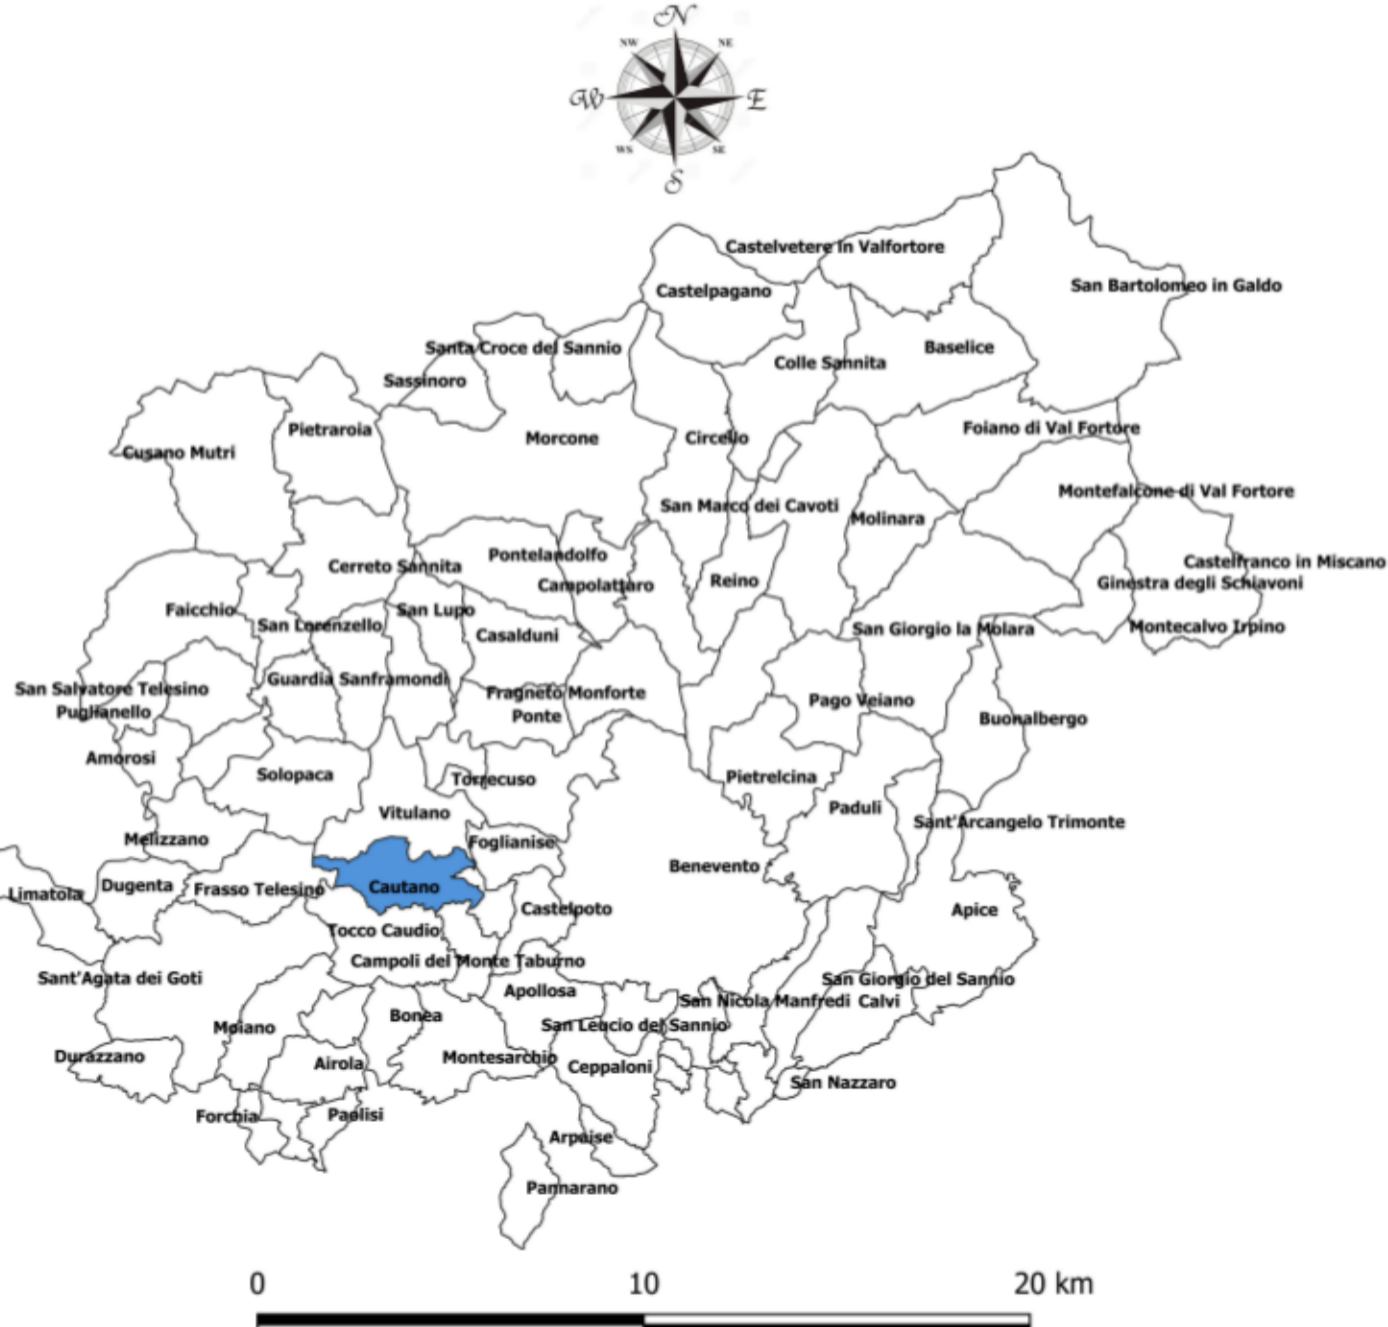 N
NW
NE
W
E
WS
SE
S
Castelvetere in Valfortore
San Bartolomeo in Galdo
Castelpagano
Santa Croce del Sannio
Baselice
Colle Sannita
Sassinoro
Foiano di Val Fortore
Pietraroia
Morcone
Circello
Cusano Mutri
Montefalcone di Val Fortore
San Marco dei Cavoti
Molinara
Pontelandolfo
Castelfranco in Miscano
Cerreto Sannita
Reino
Ginestra degli Schiavoni
Campolattaro
Faicchio
San Lupo
San Lorenzello
Montecalvo Irpino
San Giorgio la Molara
Casalduni
Guardia Sanframondi
San Salvatore Telesino
Fragneto Monforte
Pago Veiano
Puglianello
Ponte
Buonalbergo
Amorosi
Solopaca
Torrecuso
Pietrelcina
Paduli
Vitulano
Sant'Arcangelo Trimonte
Melizzano
Foglianise
Benevento
Dugenta
Frasso Telesino
Cautano
Limatola
Castelpoto
Apice
Tocco Caudio
Campoli del Monte Taburno
Sant'Agata dei Goti
San Giorgio del Sannio
Apollosa
San Nicola Manfredi
Calvi
Bonea
San Leucio del Sannio
Moiano
Durazzano
Montesarchio
Airola
Ceppaloni
San Nazzaro
Forchia
Paolisi
Arpaise
Pannarano
0
10
20 km